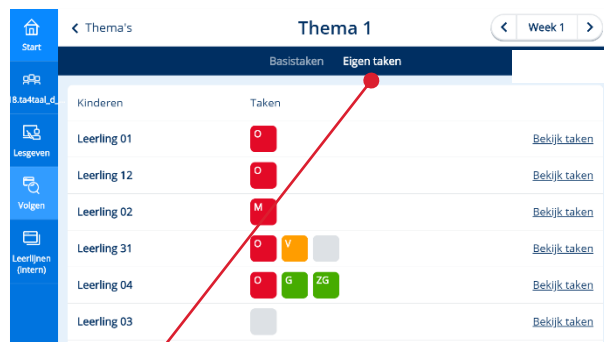 Start
8.ta4taal_d_
Lesgeven
Volgen
Leerlijnen
(intern)
Thema's
Thema 1
Week 1
Basistaken Eigen taken
Kinderen Taken
Leerling 01 O Bekijk taken
Leerling 12 O Bekijk taken
Leerling 02 M Bekijk taken
Leerling 31 O V Bekijk taken
Leerling 04 O G ZG Bekijk taken
Leerling 03 Bekijk taken